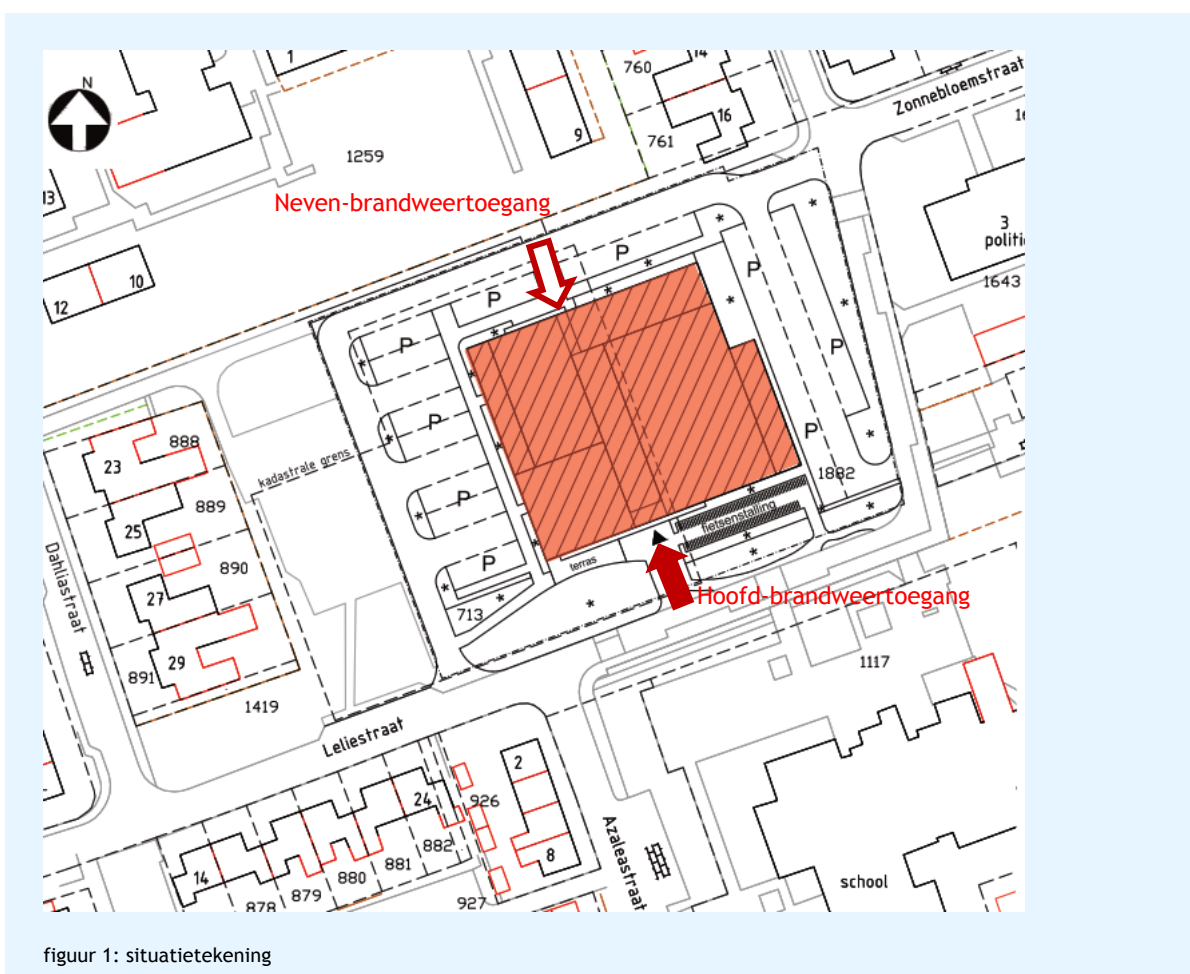 N
1
14
760
16
761
9
1259
Zonnebloemstraat
13
Neven-brandweertoegang
3
1643
12
10
P
P
P
P
P
P
P
P
P
888
23
889
kadastrale grens
25
1882
fietsenstalling
terras
Dahliastraat
890
27
713
Hoofd-brandweertoegang
29
891
1117
1419
Leliestraat
2
24
926
882
881
8
Azaleastraat
14
880
879
878
927
school
figuur 1: situatietekening